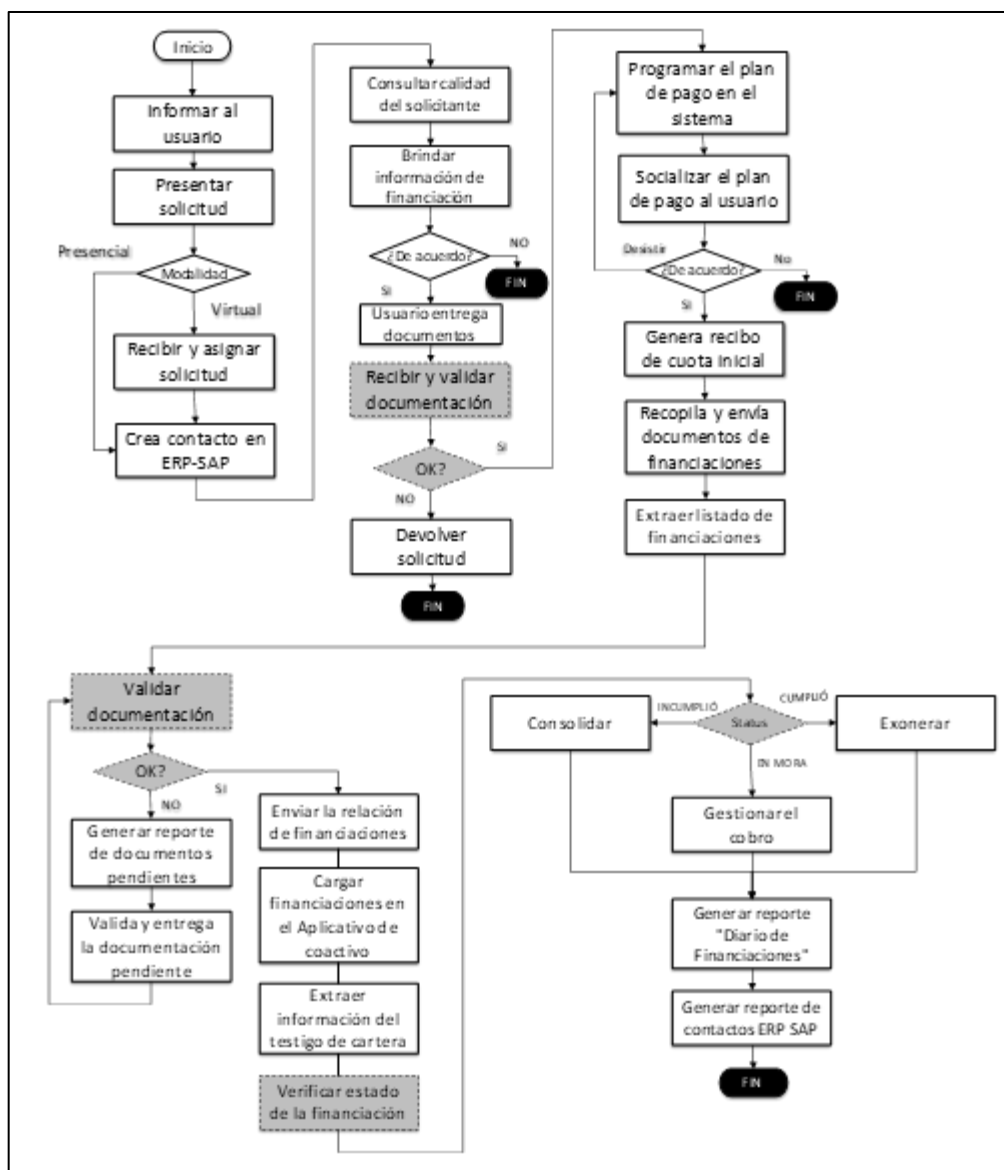 Inicio
Informar al
usuario
Presentar
solicitud
Presencial
Modalidad
Virtual
Recibir y asignar
solicitud
Crea contacto en
ERP-SAP
Consultar calidad
del solicitante
Brindar
información de
financiación
¿De acuerdo?
NO
FIN
SI
Usuario entrega
documentos
Recibir y validar
documentación
OK?
SI
NO
Devolver
solicitud
FIN
Programar el plan
de pago en el
sistema
Socializar el plan
de pago al usuario
Desistir
¿De acuerdo?
No
FIN
SI
Genera recibo
de cuota inicial
Recopila y envía
documentos de
financiaciones
Extraer listado de
financiaciones
Validar
documentación
OK?
SI
NO
Generar reporte
de documentos
pendientes
Valida y entrega
la documentación
pendiente
Enviar la relación
de financiaciones
Cargar
financiaciones en
el Aplicativo de
coactivo
Extraer
información del
testigo de cartera
Verificar estado
de la financiación
Consolidar
INCUMPLIÓ
Status
CUMPLIÓ
Exonerar
EN MORA
Gestionar el
cobro
Generar reporte
"Diario de
Financiaciones"
Generar reporte de
contactos ERP SAP
FIN